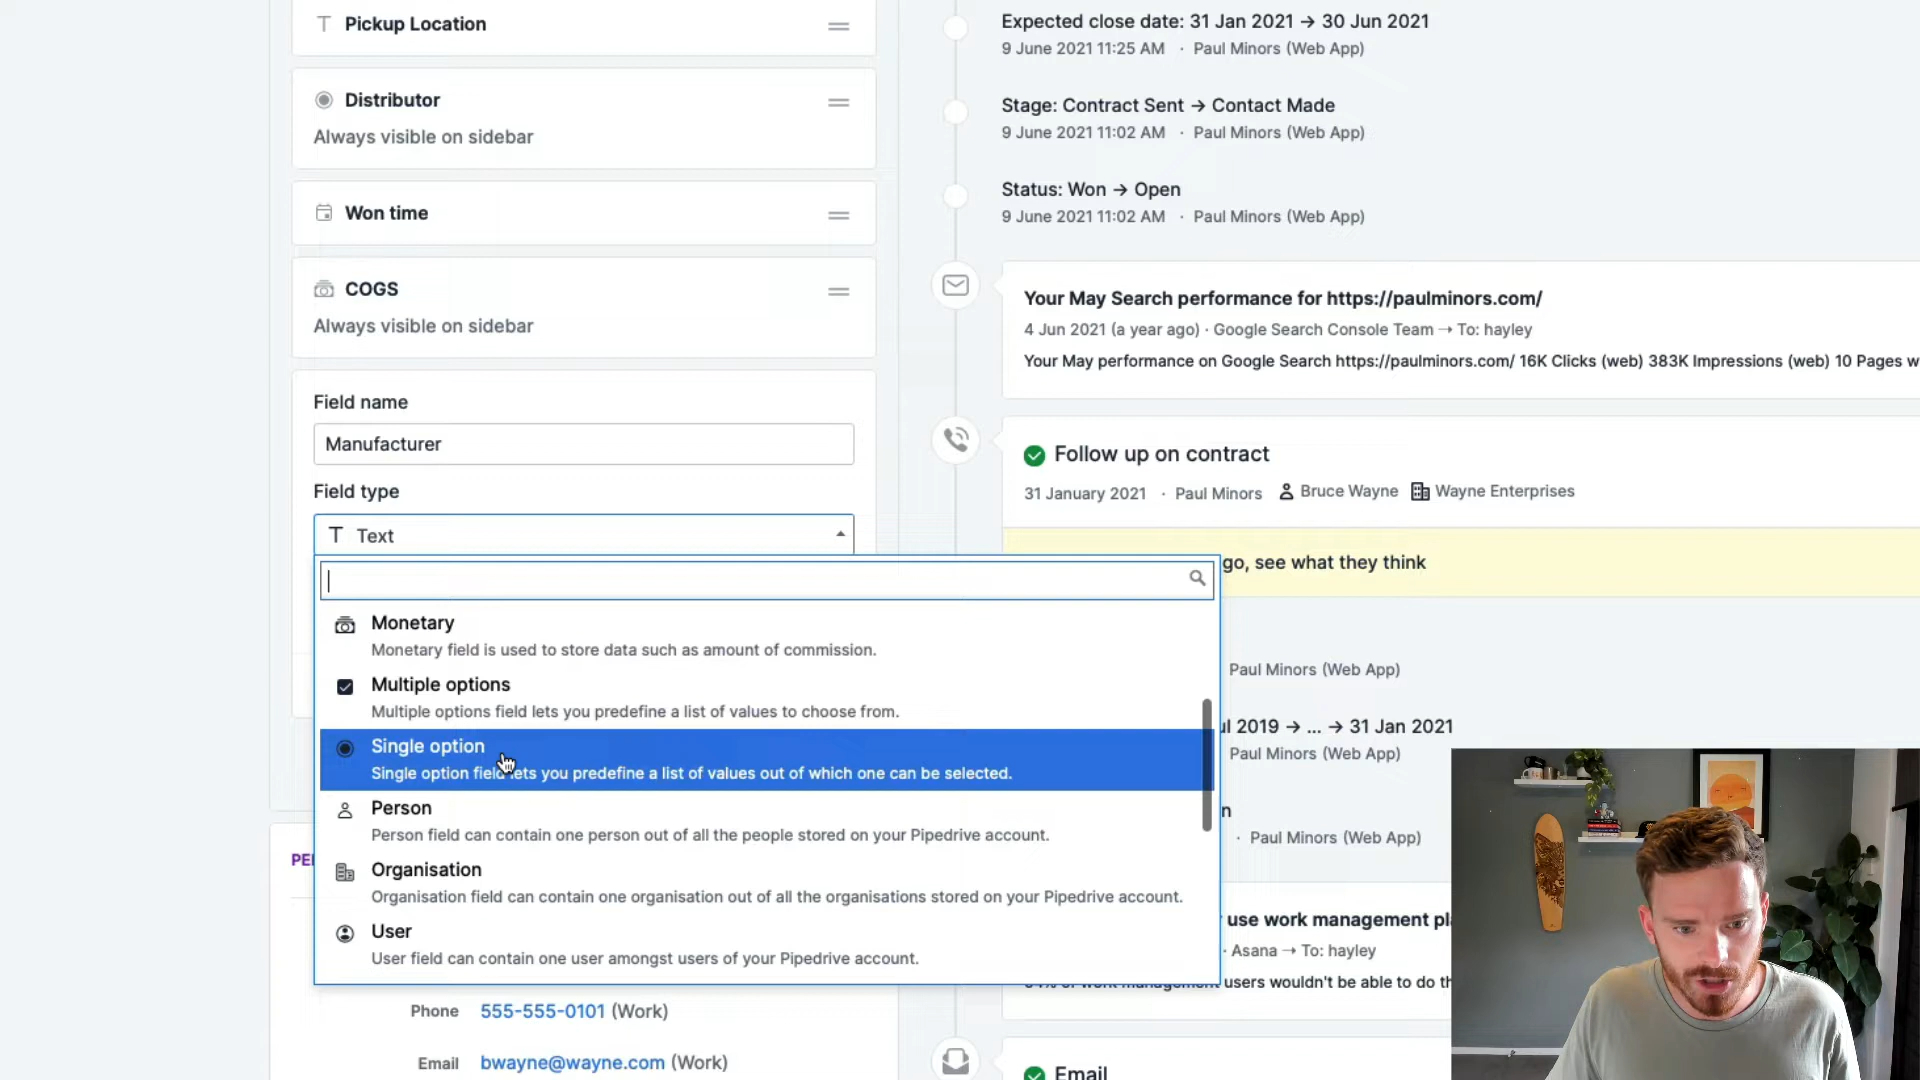 Pickup Location
Distributor
Always visible on sidebar
Won time
COGS
Always visible on sidebar
Field name
Manufacturer
Field type
Text
Monetary
Monetary field is used to store data such as amount of commission.
Multiple options
Multiple options field lets you predefine a list of values to choose from.
Single option
Single option field lets you predefine a list of values out of which one can be selected.
Person
Person field can contain one person out of all the people stored on your Pipedrive account.
Organisation
Organisation field can contain one organisation out of all the organisations stored on your Pipedrive account.
User
User field can contain one user amongst users of your Pipedrive account.
Phone 555-555-0101 (Work)
Email bwayne@wayne.com (Work)
Expected close date: 31 Jan 2021 → 30 Jun 2021
9 June 2021 11:25 AM · Paul Minors (Web App)
Stage: Contract Sent → Contact Made
9 June 2021 11:02 AM · Paul Minors (Web App)
Status: Won → Open
9 June 2021 11:02 AM · Paul Minors (Web App)
Your May Search performance for https://paulminors.com/
4 Jun 2021 (a year ago) · Google Search Console Team → To: hayley
Your May performance on Google Search https://paulminors.com/ 16K Clicks (web) 383K Impressions (web) 10 Pages w
Follow up on contract
31 January 2021 · Paul Minors Bruce Wayne Wayne Enterprises
go, see what they think
Paul Minors (Web App)
2019 → ... → 31 Jan 2021
Paul Minors (Web App)
· Paul Minors (Web App)
use work management
· Asana → To: hayley
users wouldn't be able to do
Email